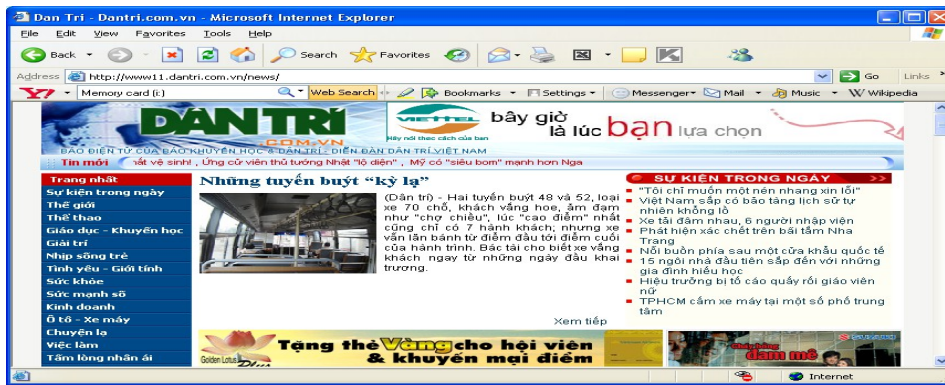 Dan Tri - Dantri.com.vn - Microsoft Internet Explorer
File Edit View Favorites Tools Help
Back Search Favorites
Address http://www11.dantri.com.vn/news/ Go Links
Y! Memory card (i:) Web Search Bookmarks Settings Messenger Mail Music W Wikipedia
DÂN TRÍ
.COM.VN
BÁO ĐIỆN TỬ CỦA BÁO KHUYẾN HỌC & DÂN TRÍ - DIỄN ĐÀN DÂN TRÍ VIỆT NAM
VIETTEL
Hãy nói theo cách của bạn
bây giờ
là lúc bạn lựa chọn
Tin mới hất vệ sinh! , Ứng cử viên thủ tướng Nhật "lộ diện" , Mỹ có "siêu bom" mạnh hơn Nga
Trang nhất
Sự kiện trong ngày
Thế giới
Thể thao
Giáo dục - Khuyến học
Giải trí
Nhịp sống trẻ
Tình yêu - Giới tính
Sức khỏe
Sức mạnh số
Kinh doanh
Ô tô - Xe máy
Chuyện lạ
Việc làm
Tấm lòng nhân ái
Những tuyến buýt "kỳ lạ"
(Dân trí) - Hai tuyến buýt 48 và 52, loại
xe 70 chỗ, khách vắng hoe, ảm đạm
như "chợ chiều", lúc "cao điểm" nhất
cũng chỉ có 7 hành khách; nhưng xe
vẫn lăn bánh từ điểm đầu tới điểm cuối
của hành trình. Bác tài cho biết xe vắng
khách ngay từ những ngày đầu khai
trương.
Xem tiếp
SỰ KIỆN TRONG NGÀY >>
"Tôi chỉ muốn một nén nhang xin lỗi"
Việt Nam sắp có bảo tàng lịch sử tự
nhiên khổng lồ
Xe tải đâm nhau, 6 người nhập viện
Phát hiện xác chết trên bãi tắm Nha
Trang
Nỗi buồn phía sau một cửa khẩu quốc tế
15 ngôi nhà đầu tiên sắp đến với những
gia đình hiếu học
Hiệu trưởng bị tố cáo quấy rối giáo viên
nữ
TPHCM cấm xe máy tại một số phố trung
tâm
Golden Lotus Plus
Tặng thẻ Vàng cho hội viên
& khuyến mại điểm
đam mê
Internet